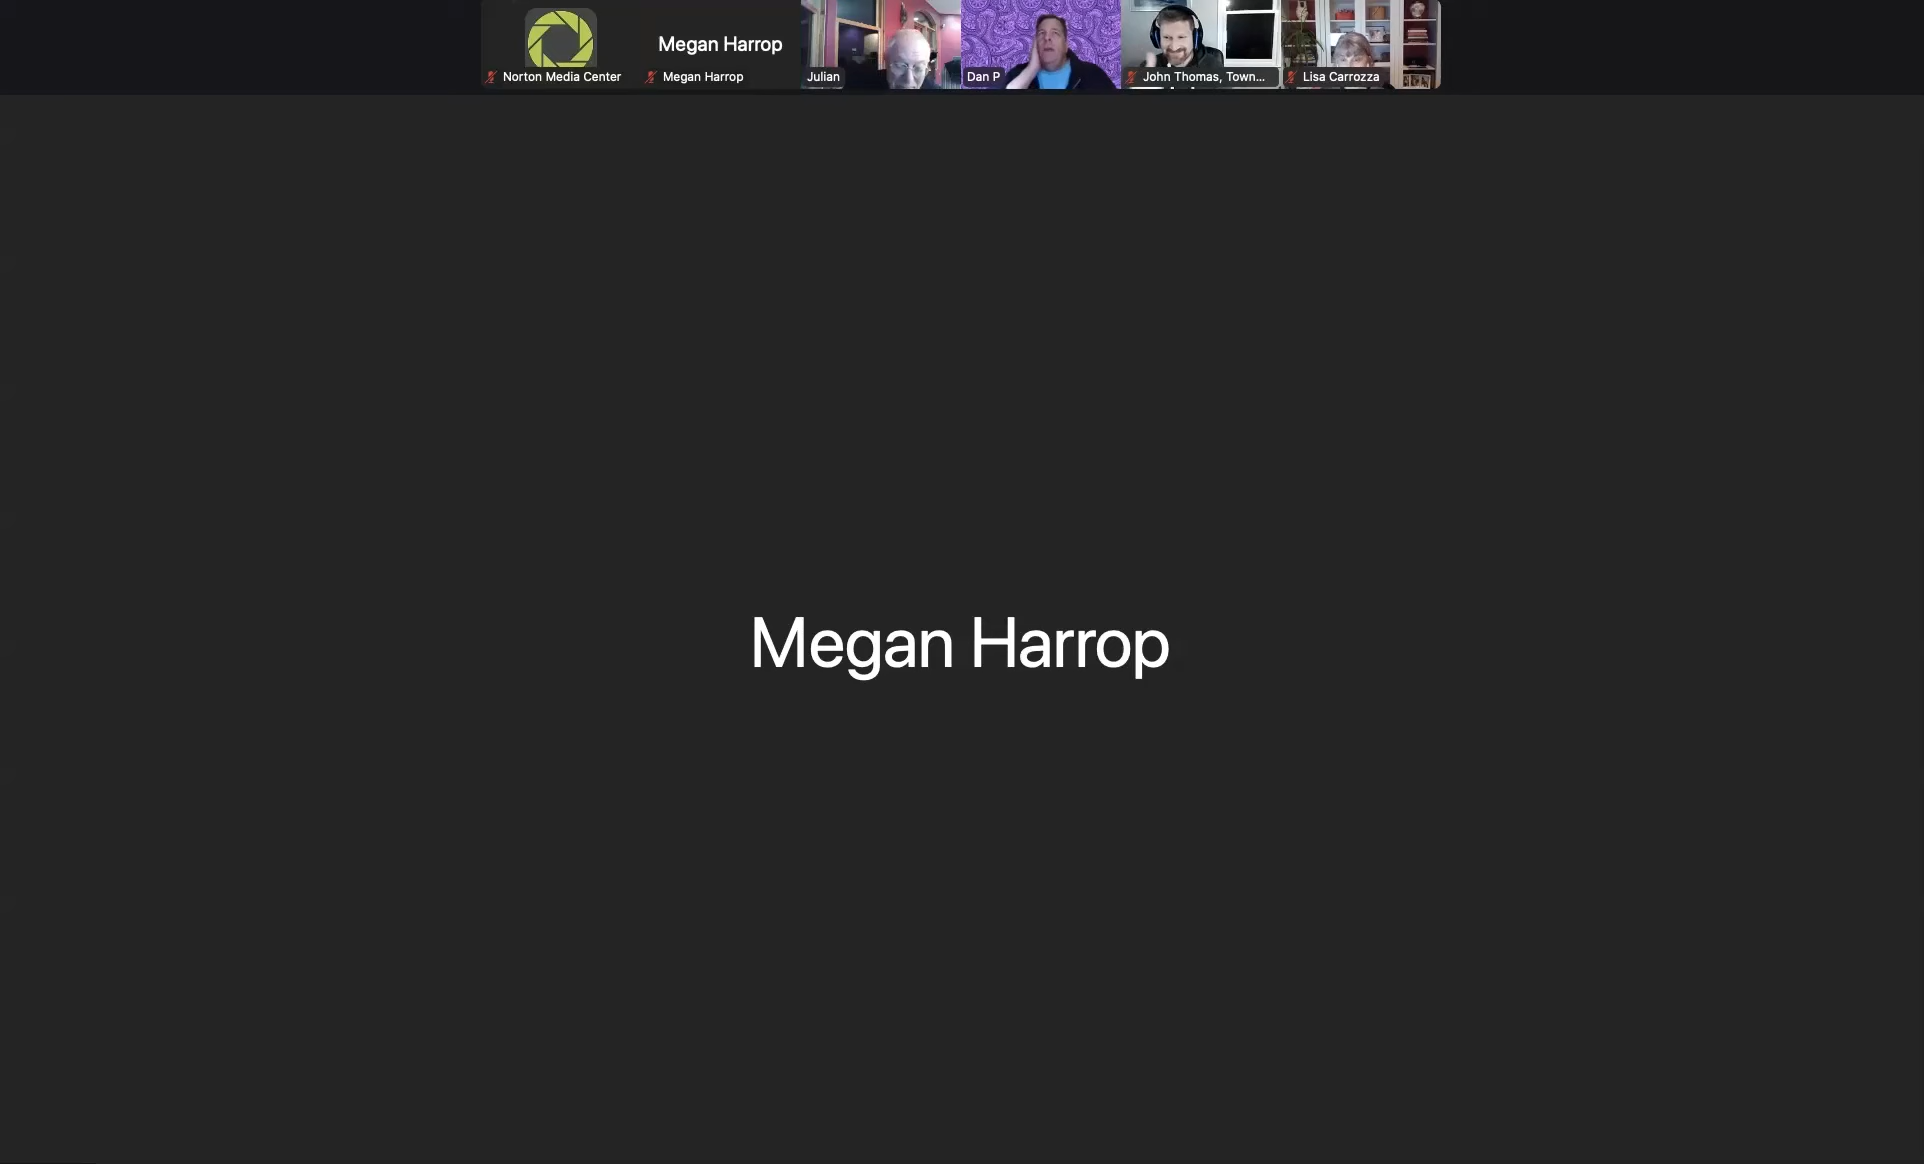 Megan Harrop
Norton Media Center
Megan Harrop
Julian
Dan P
John Thomas, Town...
Lisa Carrozza
Megan Harrop